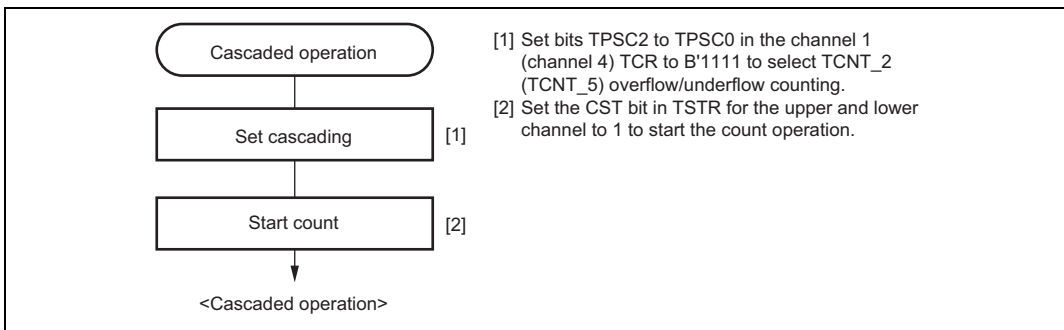 Cascaded operation
Set cascading
[1]
Start count
[2]
<Cascaded operation>
[1] Set bits TPSC2 to TPSC0 in the channel 1
(channel 4) TCR to B'1111 to select TCNT_2
(TCNT_5) overflow/underflow counting.
[2] Set the CST bit in TSTR for the upper and lower
channel to 1 to start the count operation.